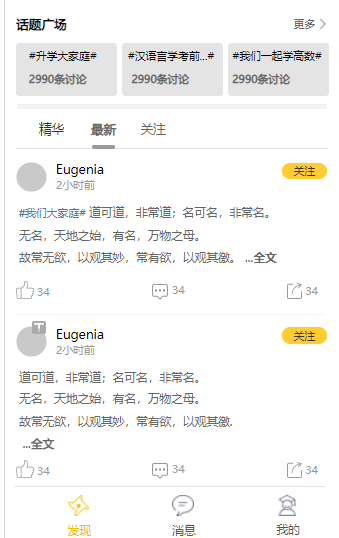 话题广场 更多
#升学大家庭# #汉语言学考前...# #我们一起学高数#
2990条讨论 2990条讨论 2990条讨论
精华 最新 关注
Eugenia 关注
2小时前
#我们大家庭# 道可道，非常道；名可名，非常名。
无名，天地之始，有名，万物之母。
故常无欲，以观其妙，常有欲，以观其徼。 ...全文
34 34 34
T
Eugenia 关注
2小时前
道可道，非常道；名可名，非常名。
无名，天地之始，有名，万物之母。
故常无欲，以观其妙，常有欲，以观其徼.
...全文
34 34 34
发现 消息 我的